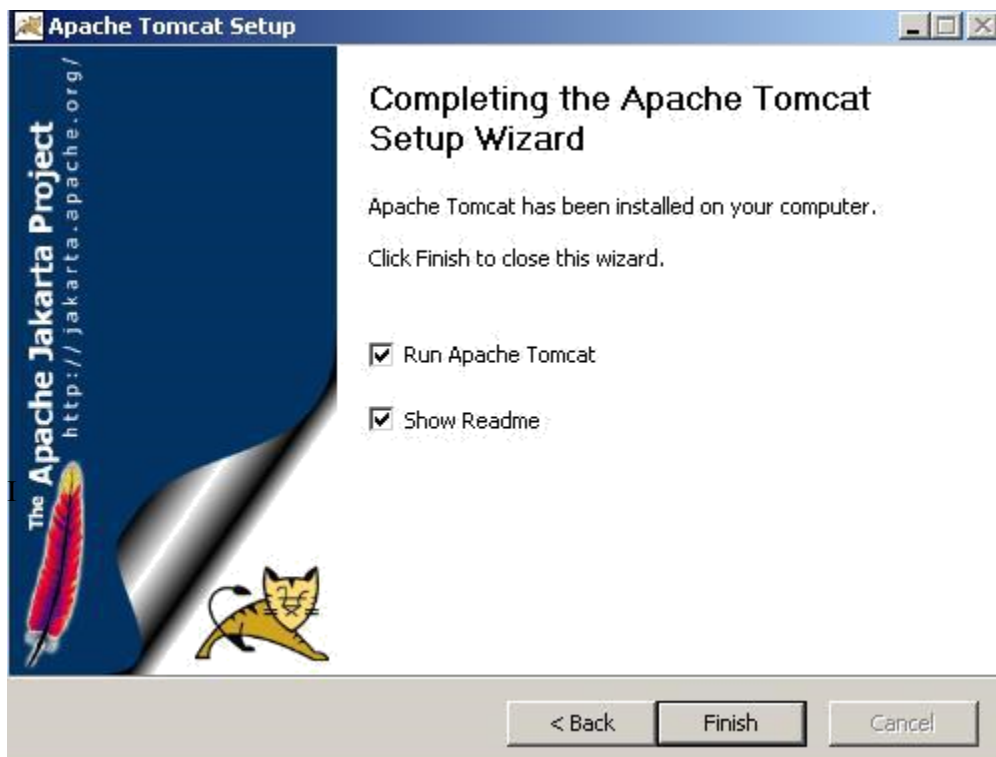 Apache Tomcat Setup
The Apache Jakarta Project
http://jakarta.apache.org/
Completing the Apache Tomcat
Setup Wizard
Apache Tomcat has been installed on your computer.
Click Finish to close this wizard.
Run Apache Tomcat
Show Readme
I
< Back
Finish
Cancel